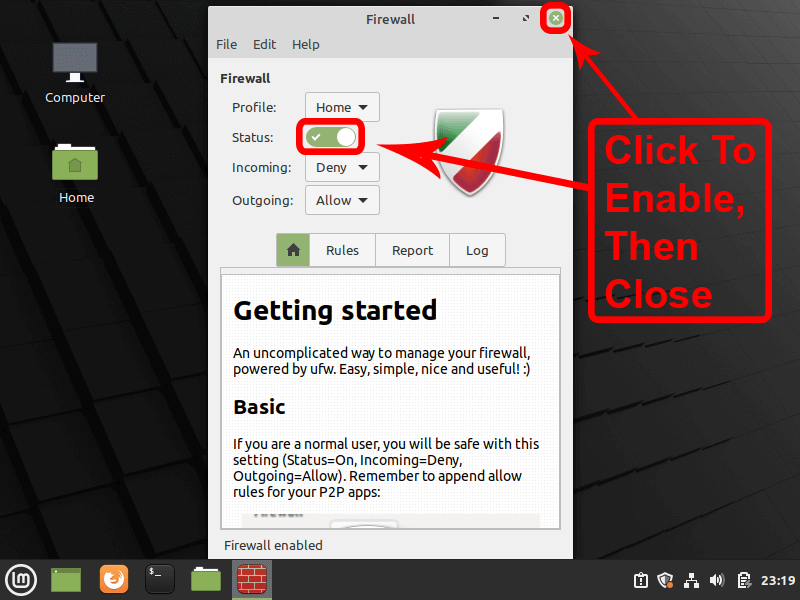 Firewall
File Edit Help
Computer
Home
Firewall
Profile: Home
Status:
Incoming: Deny
Outgoing: Allow
Click To
Enable,
Then
Close
Rules Report Log
Getting started
An uncomplicated way to manage your firewall,
powered by ufw. Easy, simple, nice and useful! :)
Basic
If you are a normal user, you will be safe with this
setting (Status=On, Incoming=Deny,
Outgoing=Allow). Remember to append allow
rules for your P2P apps:
Firewall enabled
23:19